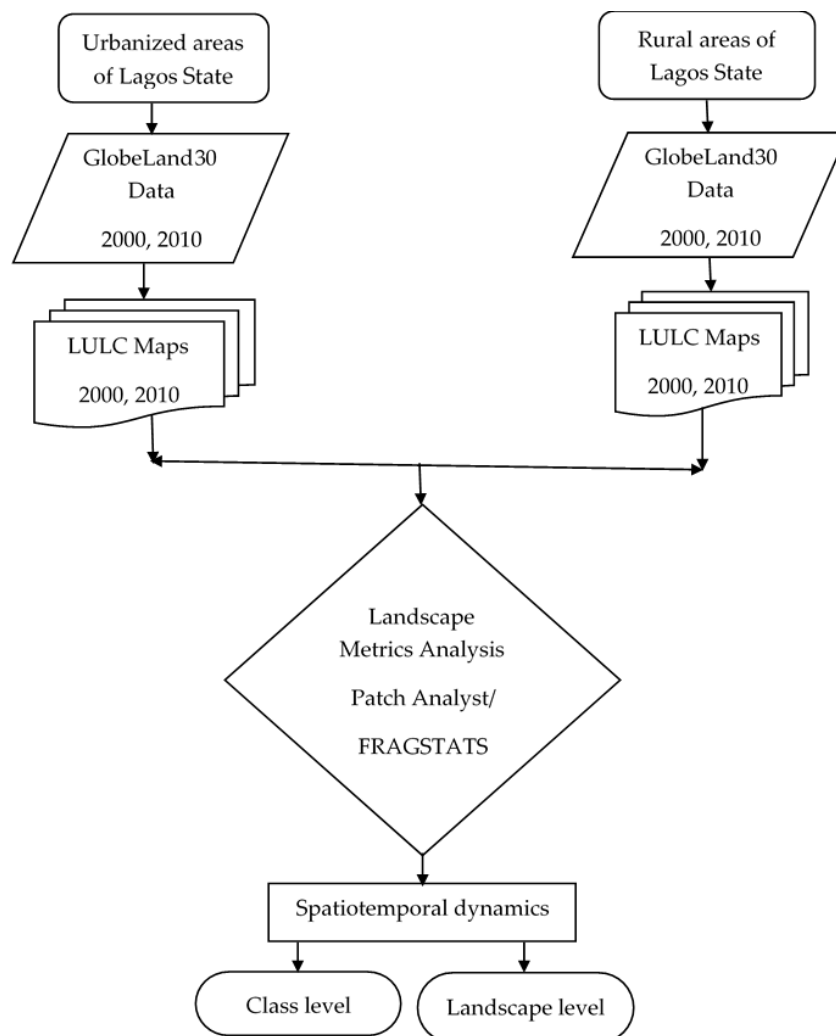 Urbanized areas
of Lagos State
Rural areas of
Lagos State
GlobeLand30
Data
2000, 2010
GlobeLand30
Data
2000, 2010
LULC Maps
2000, 2010
LULC Maps
2000, 2010
Landscape
Metrics Analysis
Patch Analyst/
FRAGSTATS
Spatiotemporal dynamics
Class level
Landscape level